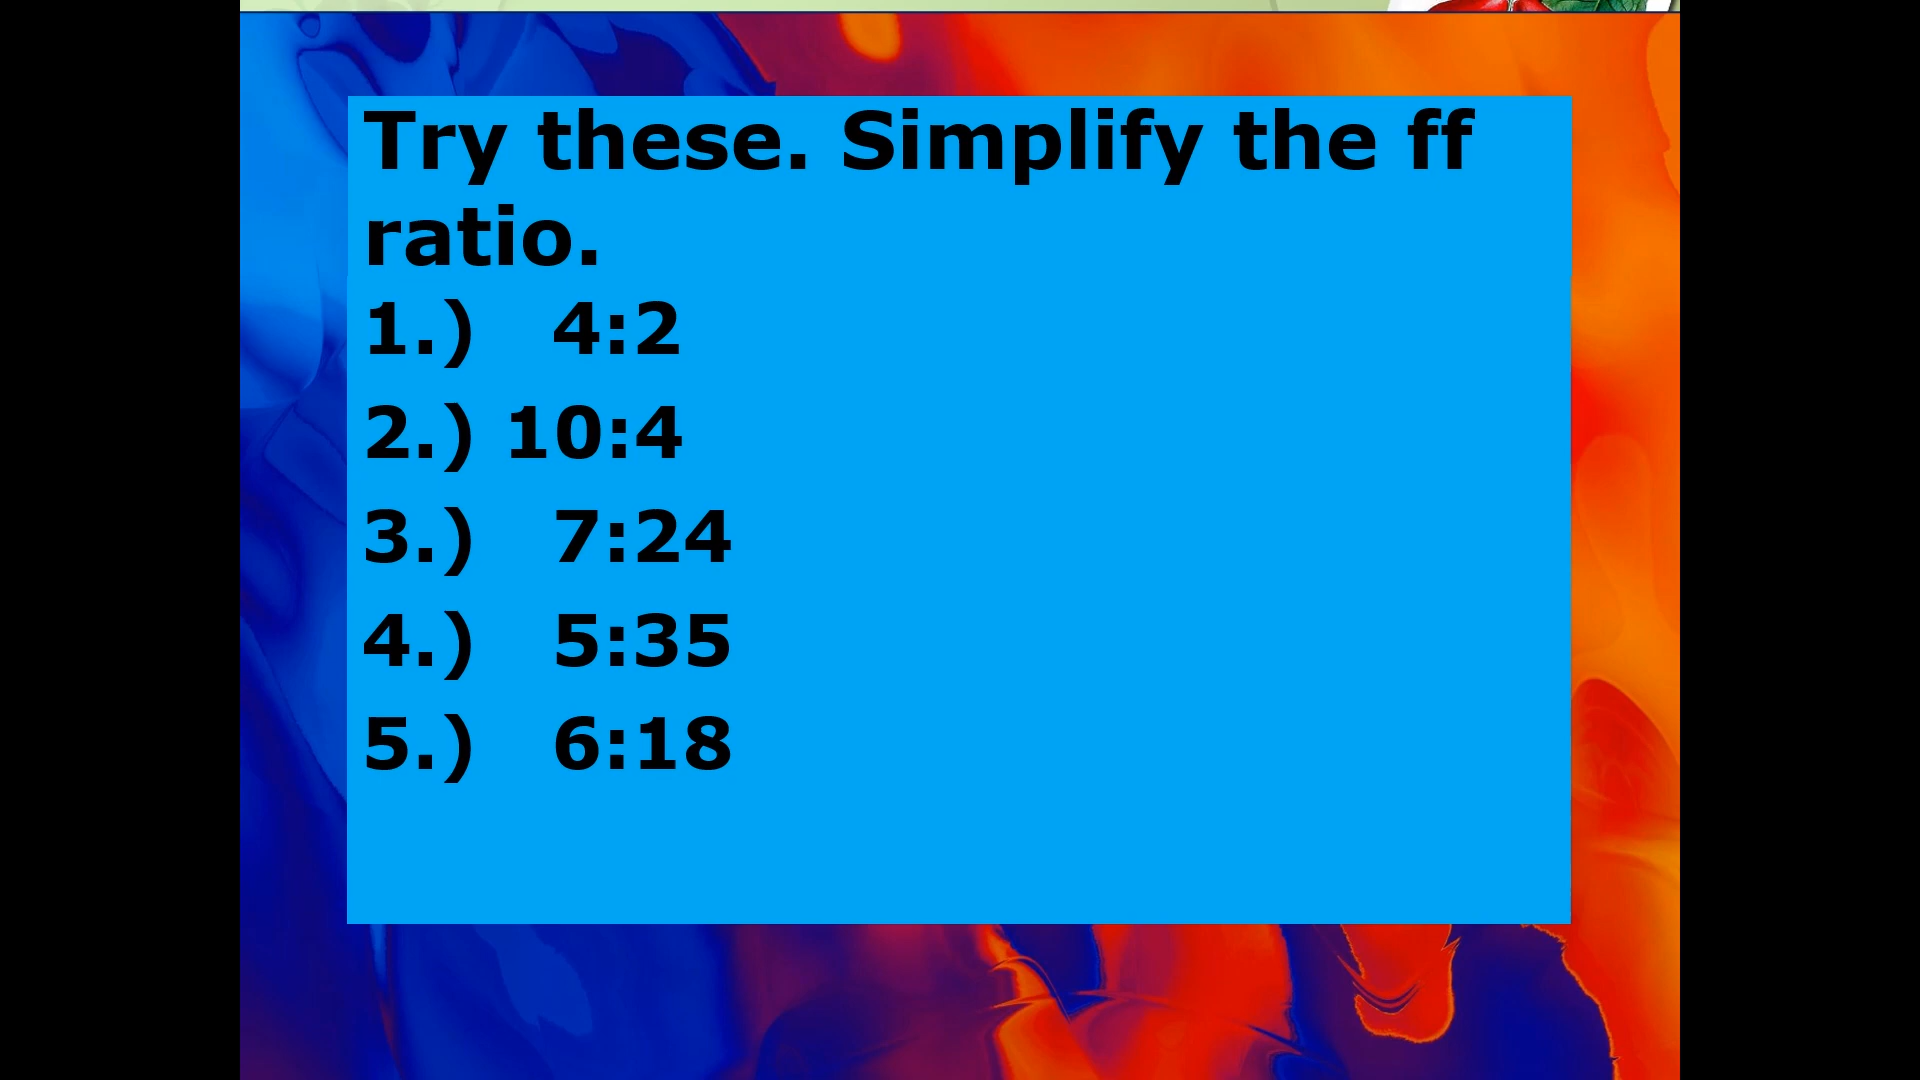 Try these. Simplify the ff
ratio.
1.) 4:2
2.) 10:4
3.) 7:24
4.) 5:35
5.) 6:18